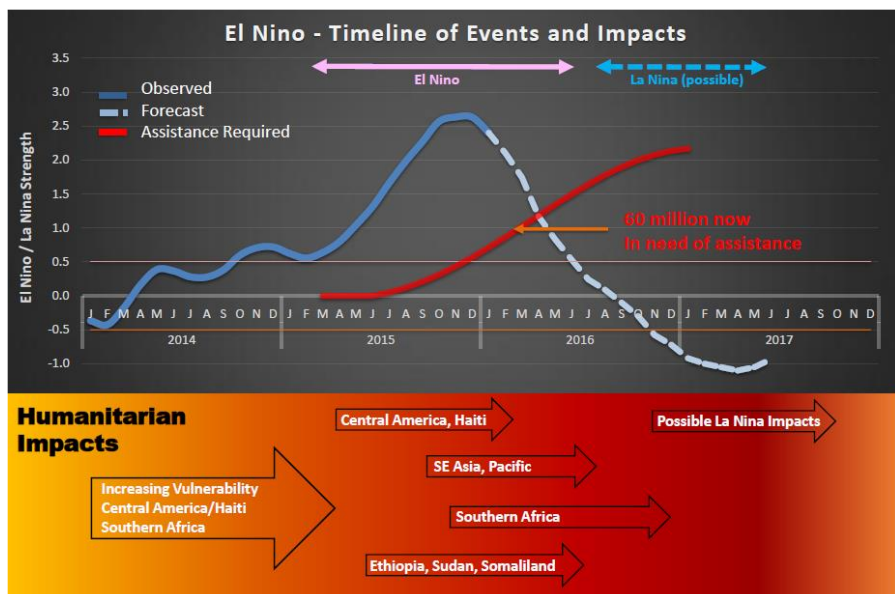 El Nino - Timeline of Events and Impacts
El Nino / La Nina Strength
3.5
3.0
2.5
2.0
1.5
1.0
0.5
0.0
-0.5
-1.0
Observed
Forecast
Assistance Required
El Nino
La Nina (possible)
60 million now
In need of assistance
J F M A M J J A S O N D J F M A M J J A S O N D J F M A M J J A S O N D J F M A M J J A S O N D
2014 2015 2016 2017
Humanitarian
Impacts
Central America, Haiti
Possible La Nina Impacts
SE Asia, Pacific
Increasing Vulnerability
Central America/Haiti
Southern Africa
Southern Africa
Ethiopia, Sudan, Somaliland